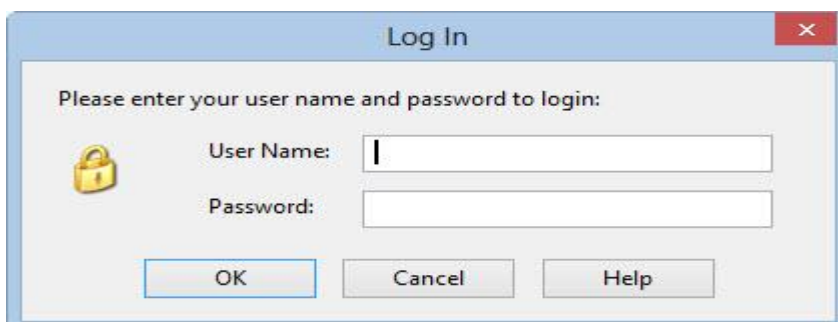 Log In
Please enter your user name and password to login:
User Name:
Password:
OK Cancel Help